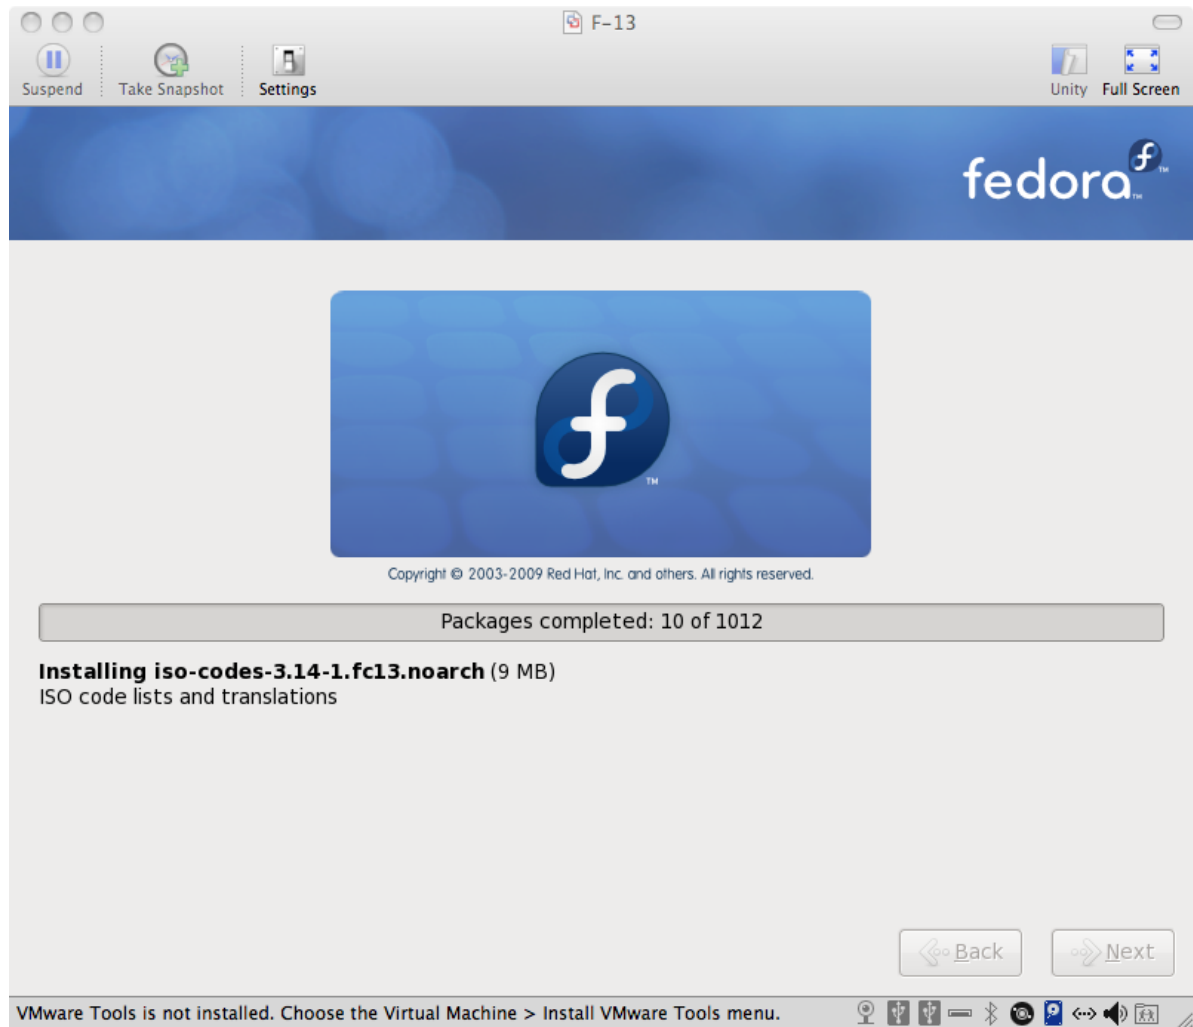 F-13
Suspend Take Snapshot Settings Unity Full Screen
fedora™
TM
Copyright © 2003-2009 Red Hat, Inc. and others. All rights reserved.
Packages completed: 10 of 1012
Installing iso-codes-3.14-1.fc13.noarch (9 MB)
ISO code lists and translations
Back Next
VMware Tools is not installed. Choose the Virtual Machine > Install VMware Tools menu.